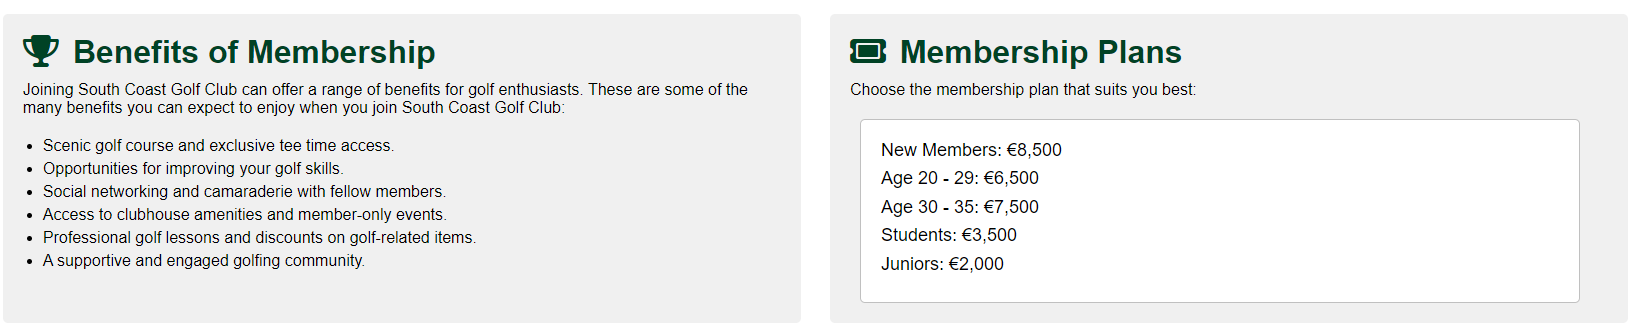 Benefits of Membership
Joining South Coast Golf Club can offer a range of benefits for golf enthusiasts. These are some of the
many benefits you can expect to enjoy when you join South Coast Golf Club:
• Scenic golf course and exclusive tee time access.
• Opportunities for improving your golf skills.
• Social networking and camaraderie with fellow members.
• Access to clubhouse amenities and member-only events.
• Professional golf lessons and discounts on golf-related items.
• A supportive and engaged golfing community.
Membership Plans
Choose the membership plan that suits you best:
New Members: €8,500
Age 20 - 29: €6,500
Age 30 - 35: €7,500
Students: €3,500
Juniors: €2,000